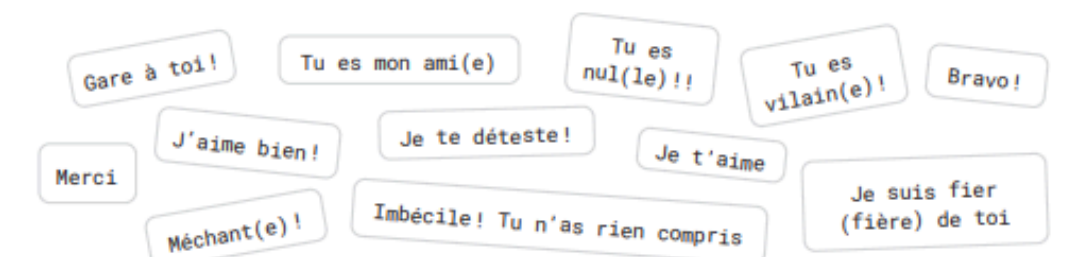 Gare à toi!
Tu es mon ami(e)
Tu es
nul(le)!!
Tu es
vilain(e)!
Bravo!
J'aime bien!
Je te déteste!
Je t'aime
Merci
Je suis fier
(fière) de toi
Méchant(e)!
Imbécile! Tu n'as rien compris